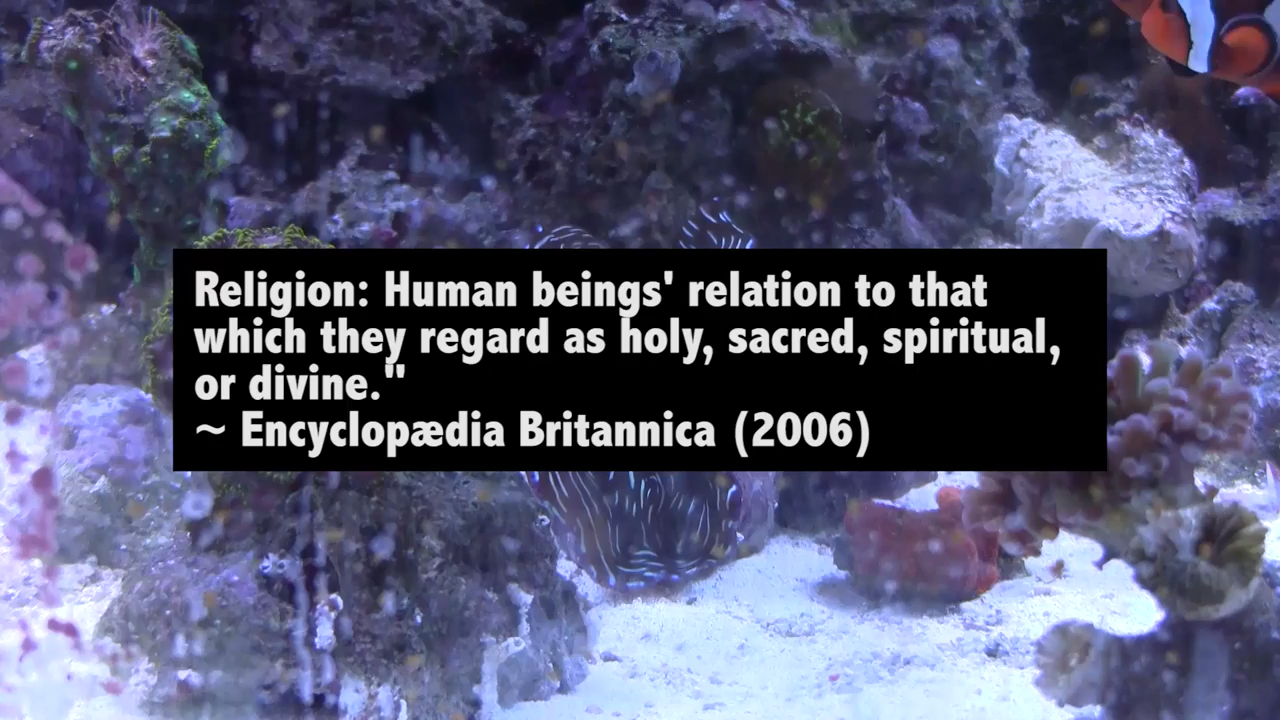 Religion: Human beings' relation to that
which they regard as holy, sacred, spiritual,
or divine."
~ Encyclopædia Britannica (2006)